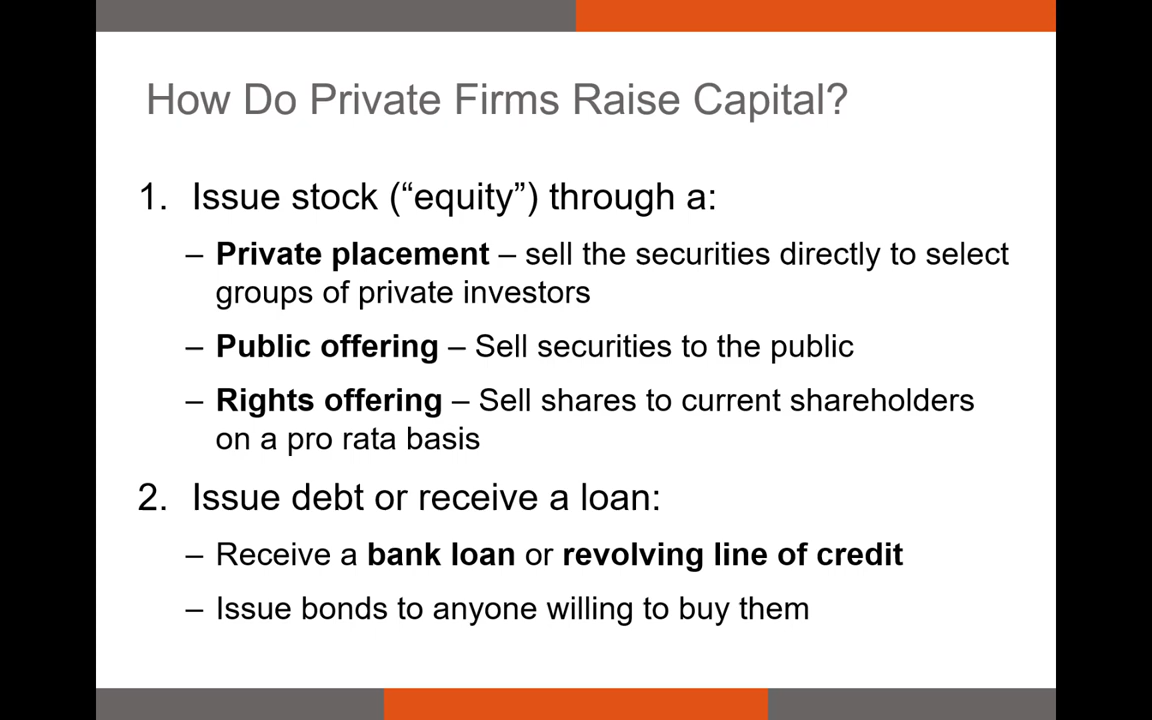 How Do Private Firms Raise Capital?
1. Issue stock (“equity”) through a:
– Private placement – sell the securities directly to select
groups of private investors
– Public offering – Sell securities to the public
– Rights offering – Sell shares to current shareholders
on a pro rata basis
2. Issue debt or receive a loan:
– Receive a bank loan or revolving line of credit
– Issue bonds to anyone willing to buy them